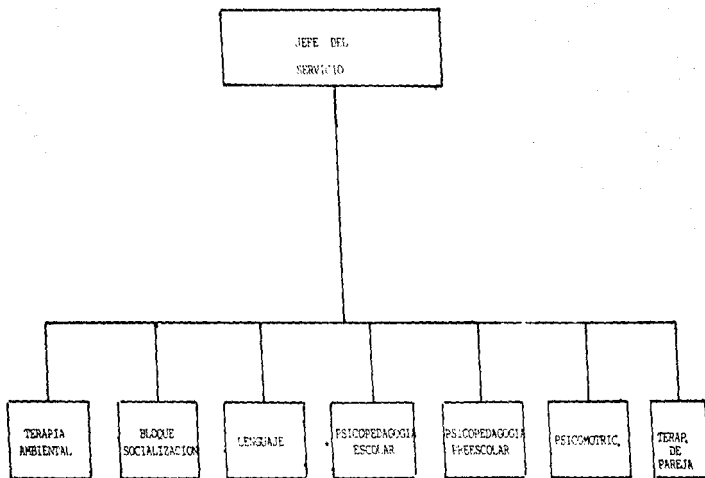 JEFE DEL
SERVICIO
TERAPIA
AMBIENTAL
BLOQUE
SOCIALIZACION
LENGUAJE
PSICOPEDAGOGIA
ESCOLAR
PSICOPEDAGOGIA
PREESCOLAR
PSICOMOTRIC.
TERAP.
DE
PAREJA